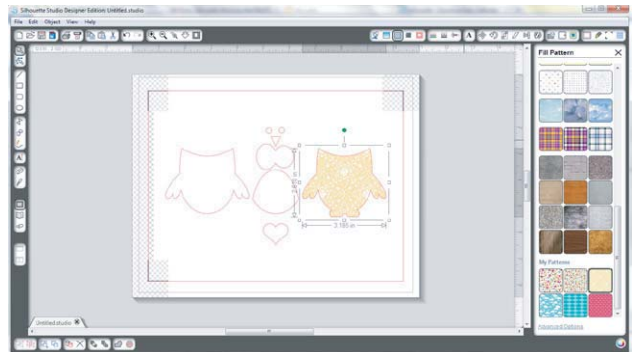 Silhouette Studio Designer Edition: Untitled.studio
File Edit Object View Help
Fill Pattern
3.195 in
My Patterns
Untitled.studio
Advanced Options